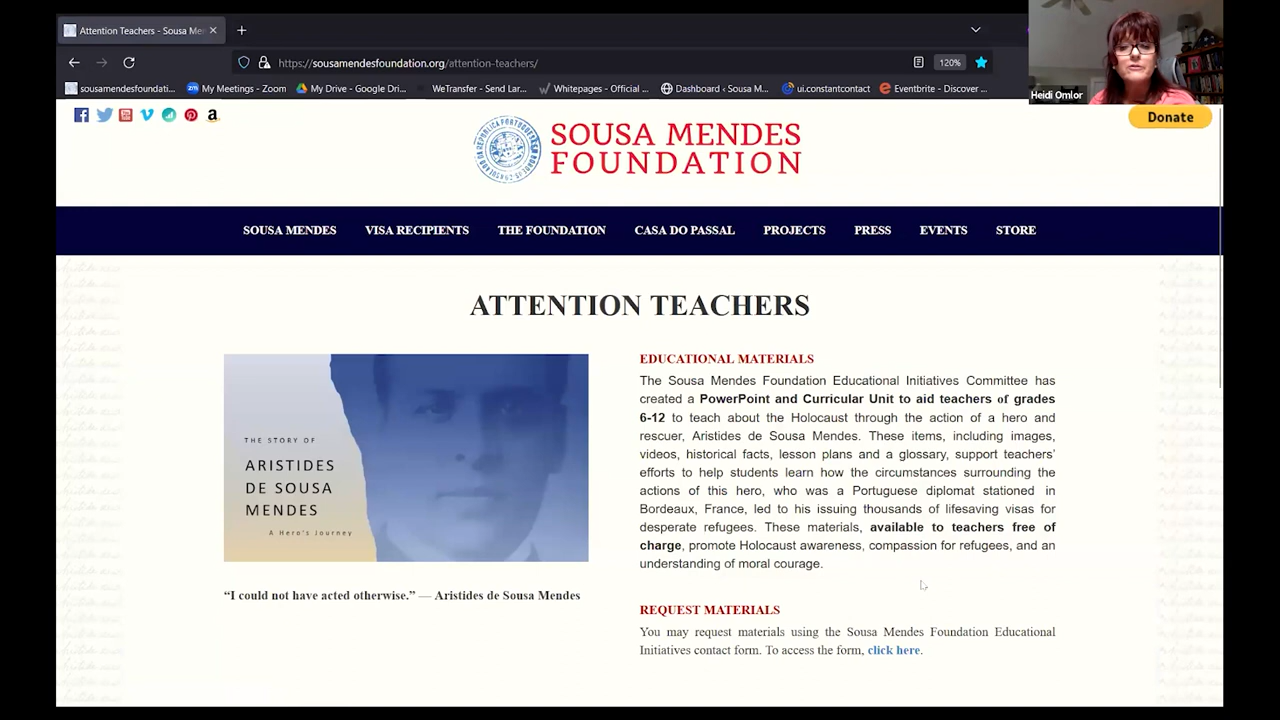 Attention Teachers - Sousa Me
https://sousamendesfoundation.org/attention-teachers/
120%
sousamendesfoundati...
My Meetings - Zoom
My Drive - Google Dri...
WeTransfer - Send Lar...
Whitepages - Official ...
Dashboard ‹ Sousa M...
ui.constantcontact
Eventbrite - Discover ...
Heidi Omlor
Donate
SOUSA MENDES
FOUNDATION
SOUSA MENDES
VISA RECIPIENTS
THE FOUNDATION
CASA DO PASSAL
PROJECTS
PRESS
EVENTS
STORE
ATTENTION TEACHERS
THE STORY OF
ARISTIDES
DE SOUSA
MENDES
A Hero's Journey
“I could not have acted otherwise.” — Aristides de Sousa Mendes
EDUCATIONAL MATERIALS
The Sousa Mendes Foundation Educational Initiatives Committee has
created a PowerPoint and Curricular Unit to aid teachers of grades
6-12 to teach about the Holocaust through the action of a hero and
rescuer, Aristides de Sousa Mendes. These items, including images,
videos, historical facts, lesson plans and a glossary, support teachers'
efforts to help students learn how the circumstances surrounding the
actions of this hero, who was a Portuguese diplomat stationed in
Bordeaux, France, led to his issuing thousands of lifesaving visas for
desperate refugees. These materials, available to teachers free of
charge, promote Holocaust awareness, compassion for refugees, and an
understanding of moral courage.
REQUEST MATERIALS
You may request materials using the Sousa Mendes Foundation Educational
Initiatives contact form. To access the form, click here.